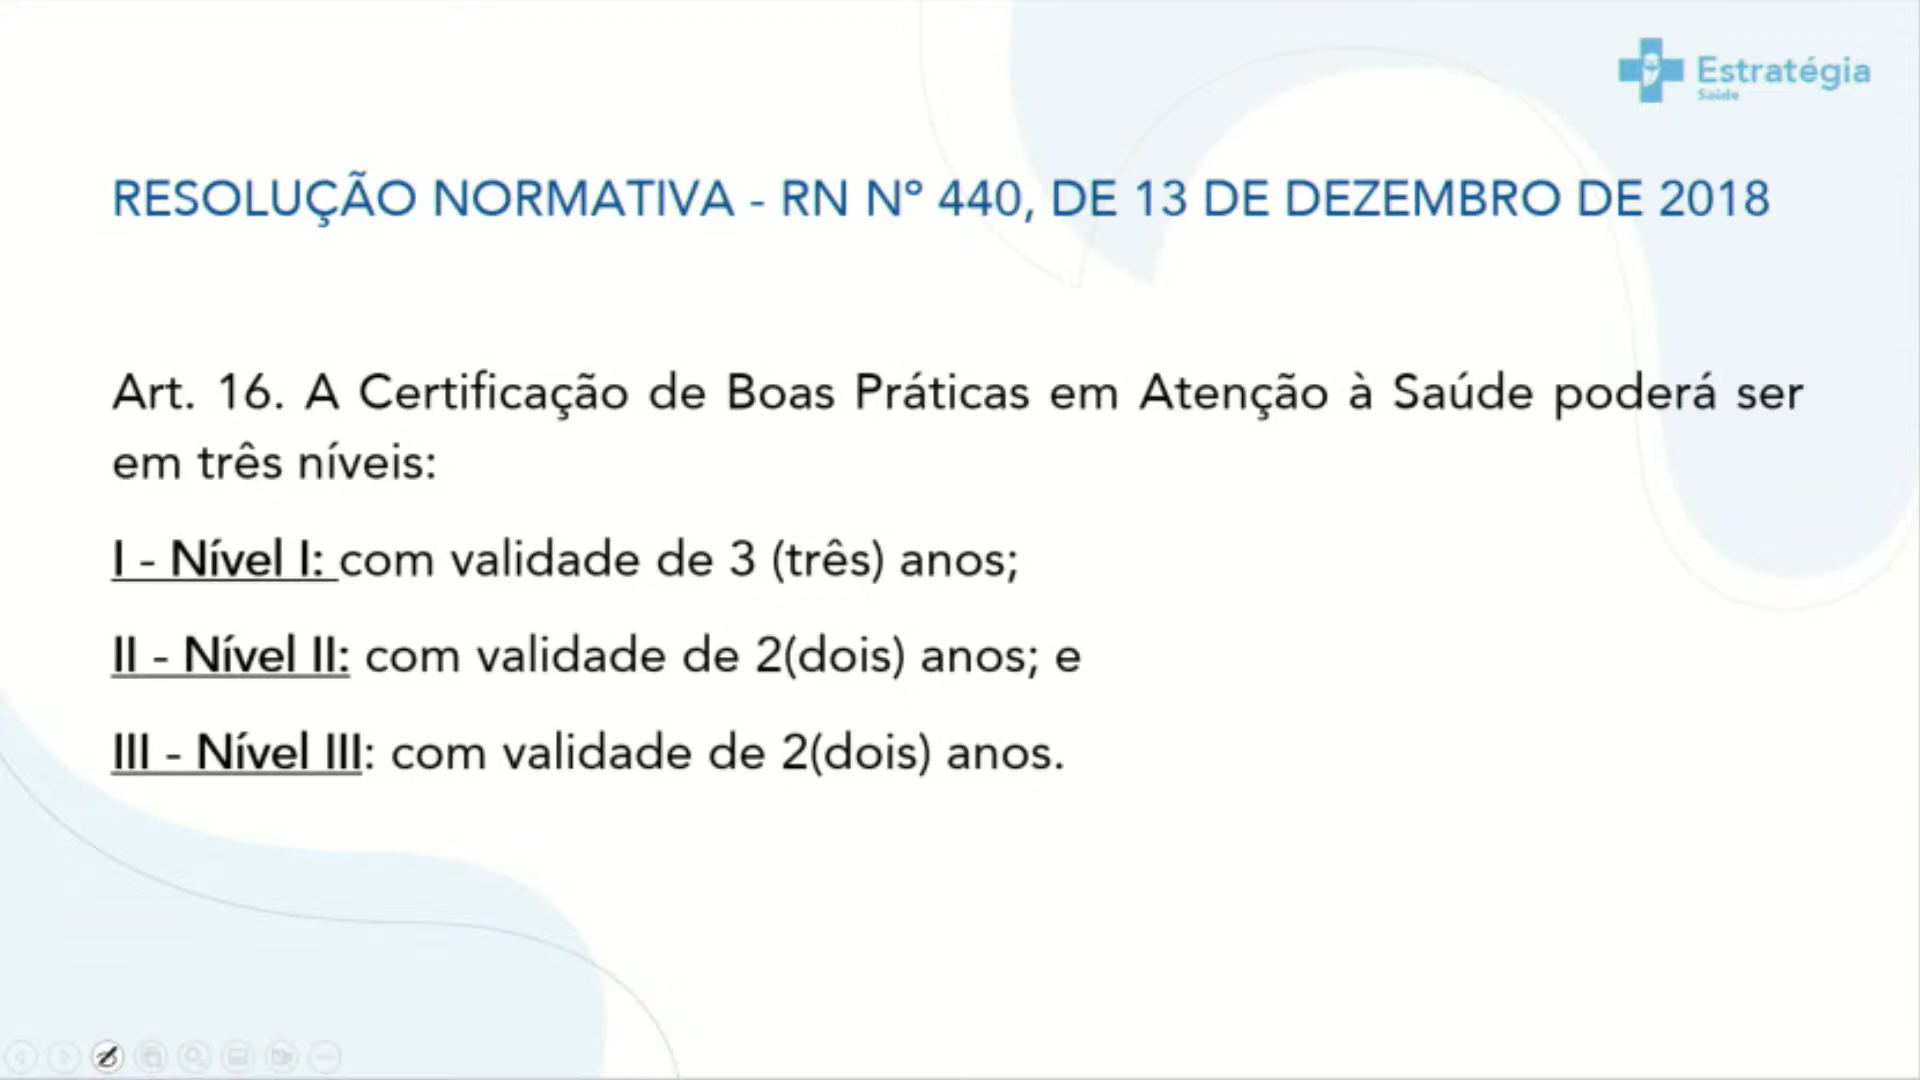 Estratégia
Saúde
RESOLUÇÃO NORMATIVA - RN Nº 440, DE 13 DE DEZEMBRO DE 2018
Art. 16. A Certificação de Boas Práticas em Atenção à Saúde poderá ser
em três níveis:
I - Nível I: com validade de 3 (três) anos;
II - Nível II: com validade de 2(dois) anos; e
III - Nível III: com validade de 2(dois) anos.